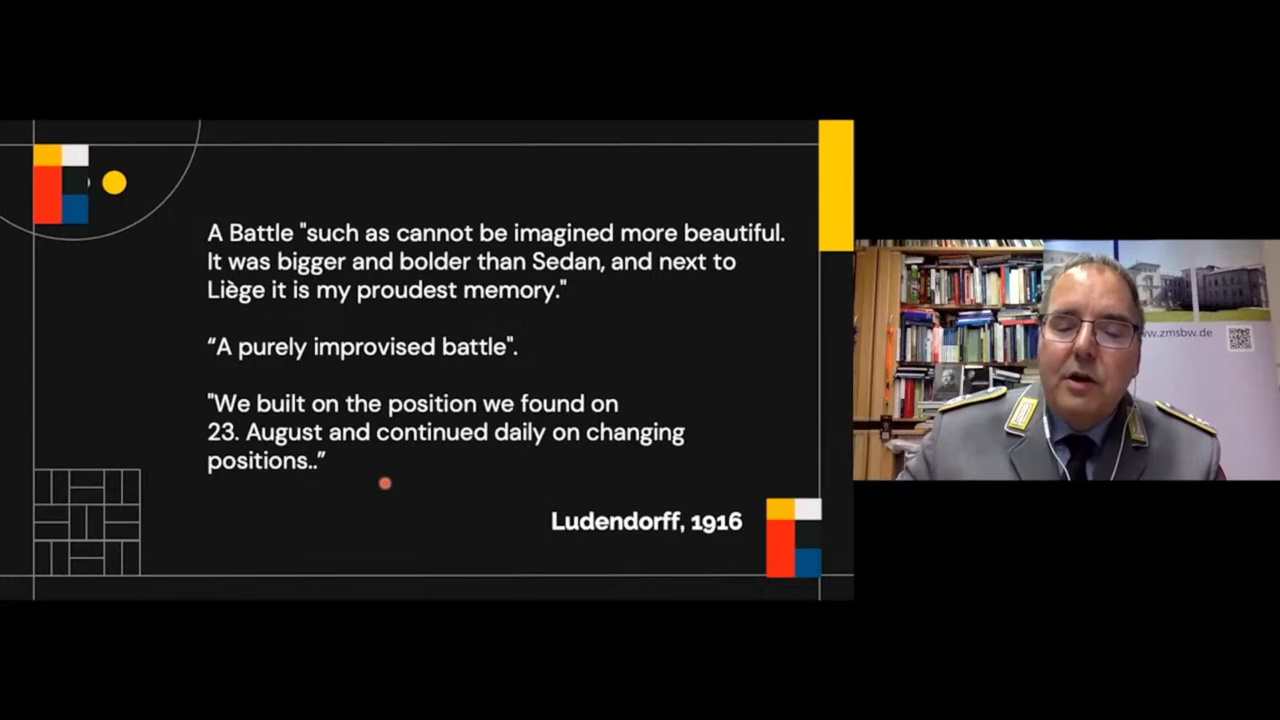 A Battle "such as cannot be imagined more beautiful.
It was bigger and bolder than Sedan, and next to
Liège it is my proudest memory."
“A purely improvised battle".
"We built on the position we found on
23. August and continued daily on changing
positions..”
Ludendorff, 1916
w.zmsbw.de